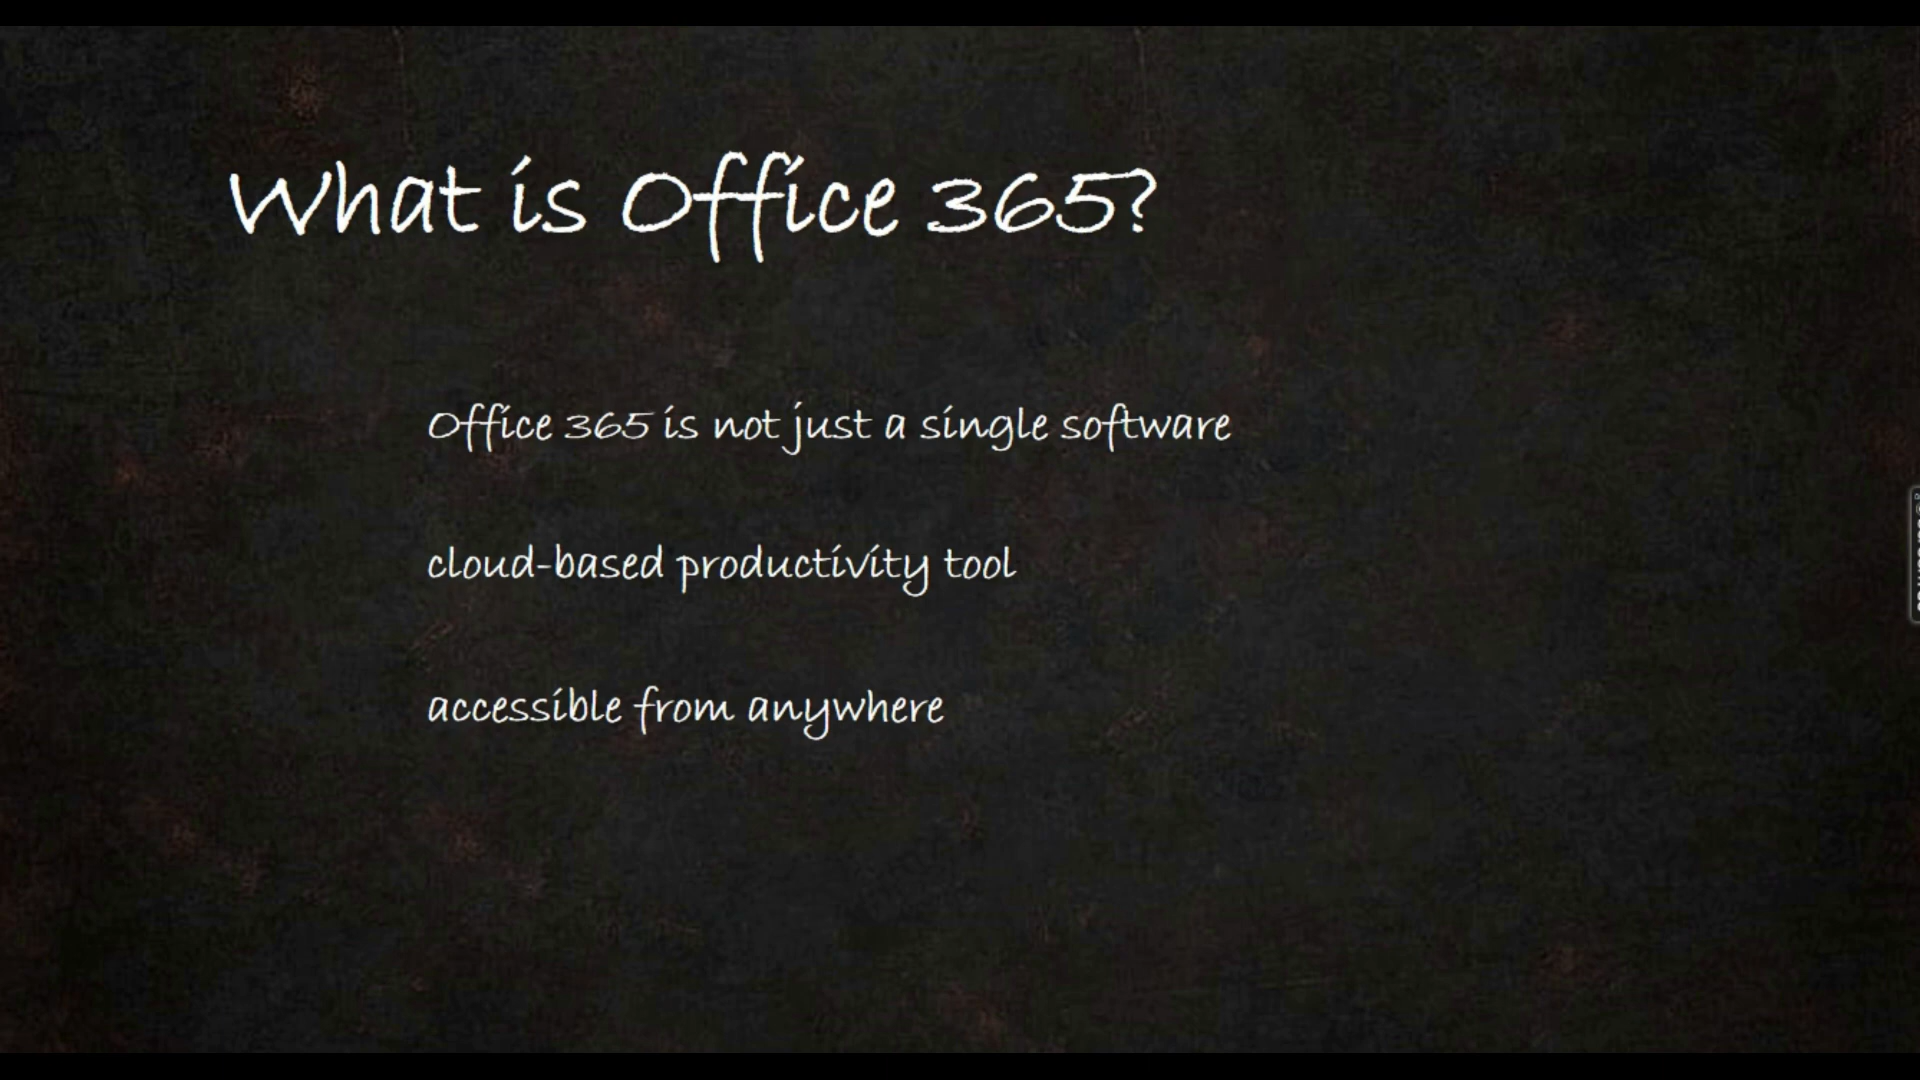 What is Office 365?
Office 365 is not just a single software
cloud-based productivity tool
accessible from anywhere